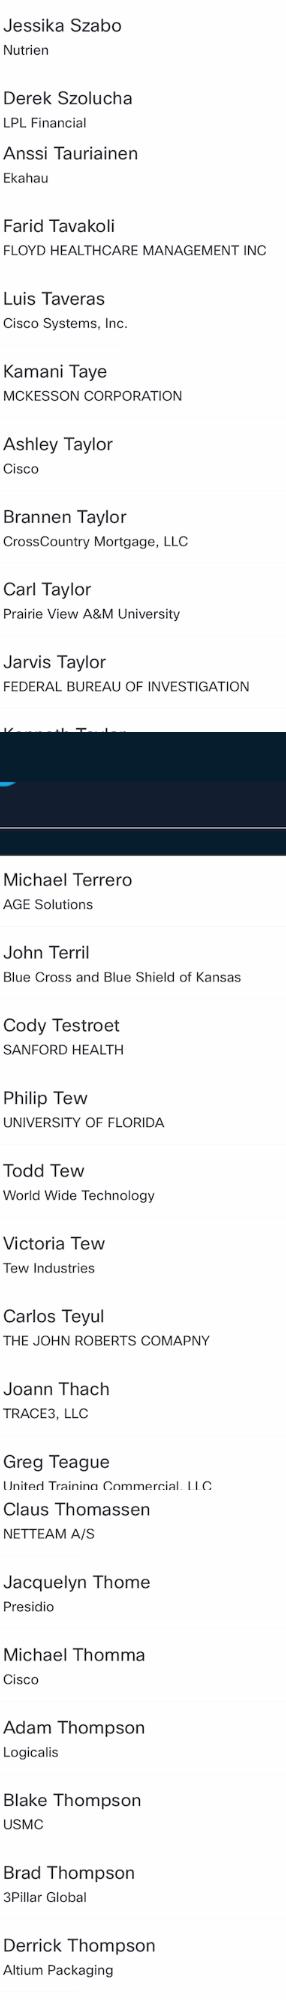 Jessika Szabo
Nutrien
Derek Szolucha
LPL Financial
Anssi Tauriainen
Ekahau
Farid Tavakoli
FLOYD HEALTHCARE MANAGEMENT INC
Luis Taveras
Cisco Systems, Inc.
Kamani Taye
MCKESSON CORPORATION
Ashley Taylor
Cisco
Brannen Taylor
CrossCountry Mortgage, LLC
Carl Taylor
Prairie View A&M University
Jarvis Taylor
FEDERAL BUREAU OF INVESTIGATION
Kenneth Taylor
Michael Terrero
AGE Solutions
John Terril
Blue Cross and Blue Shield of Kansas
Cody Testroet
SANFORD HEALTH
Philip Tew
UNIVERSITY OF FLORIDA
Todd Tew
World Wide Technology
Victoria Tew
Tew Industries
Carlos Teyul
THE JOHN ROBERTS COMAPNY
Joann Thach
TRACE3, LLC
Greg Teague
United Training Commercial, LLC
Claus Thomassen
NETTEAM A/S
Jacquelyn Thome
Presidio
Michael Thomma
Cisco
Adam Thompson
Logicalis
Blake Thompson
USMC
Brad Thompson
3Pillar Global
Derrick Thompson
Altium Packaging